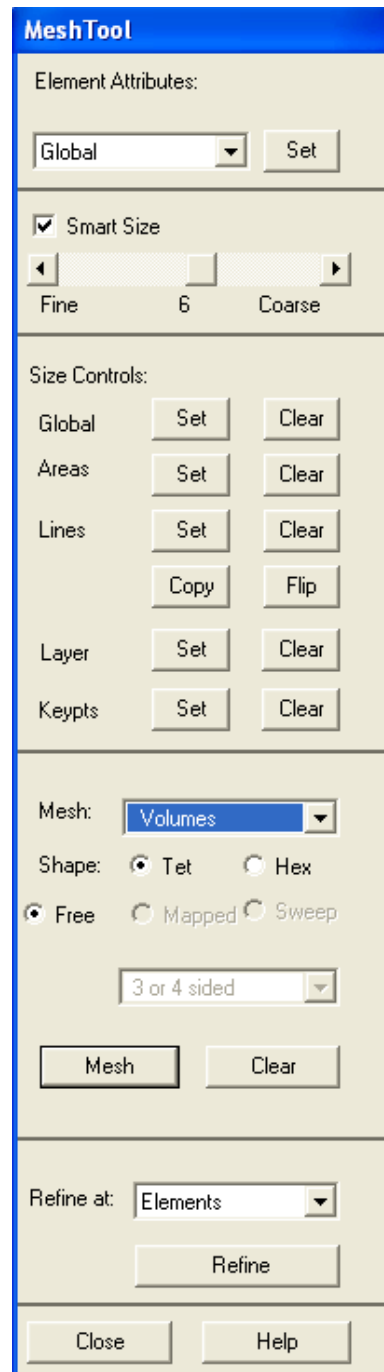 MeshTool
Element Attributes:
Global Set
Smart Size
Fine 6 Coarse
Size Controls:
Global Set Clear
Areas Set Clear
Lines Set Clear
Copy Flip
Layer Set Clear
Keypts Set Clear
Mesh: Volumes
Shape: Tet Hex
Free Mapped Sweep
3 or 4 sided
Mesh Clear
Refine at: Elements
Refine
Close Help